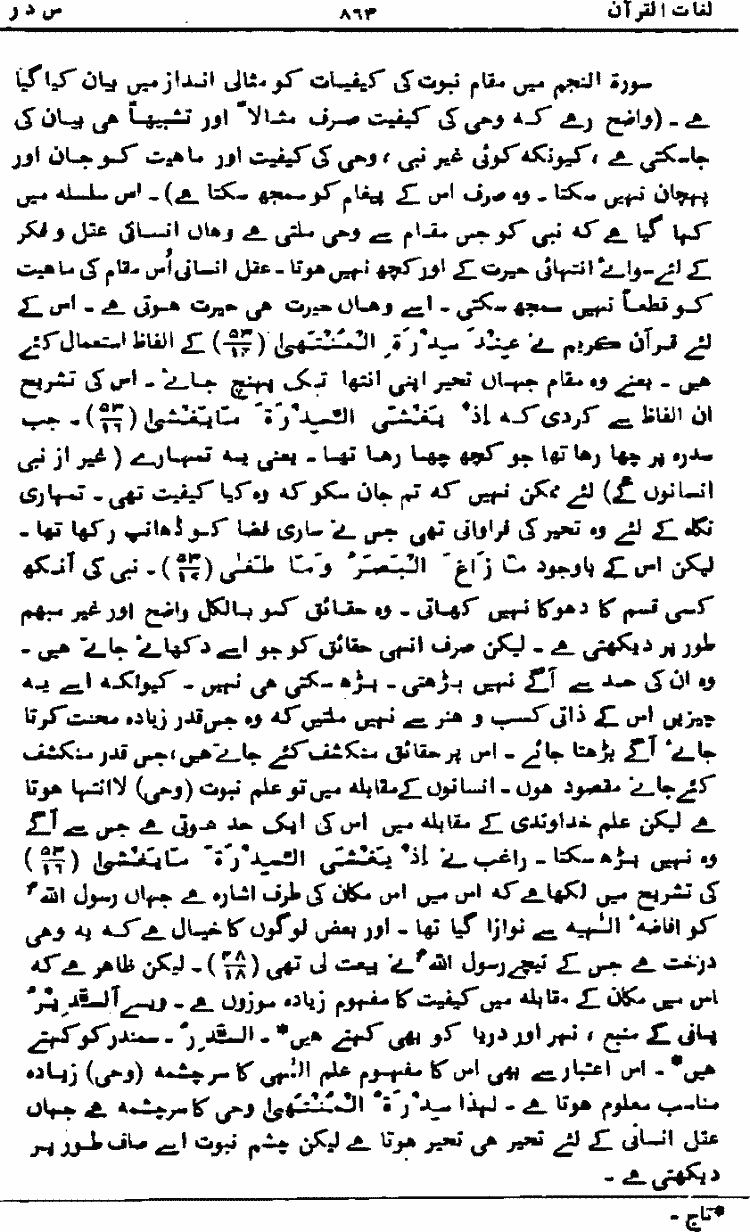 لغات القرآن ۸۶۳ س د ر
سورة النجم میں مقام نبوت کی کیفیات کو مثالی انداز میں بیان کیا گیا
ہے ۔ (واضح رہے کہ وحی کی کیفیت صرف مثالاً اور تشبیہاً ہی بیان کی
جاسکتی ہے ، کیونکہ کوئی غیر نبی ، وحی کی کیفیت اور ماہیت کو جان اور
پہچان نہیں سکتا ۔ وہ صرف اس کے پیغام کو سمجھ سکتا ہے) ۔ اس سلسلہ میں
کہا گیا ہے کہ نبی کو جس مقام سے وحی ملتی ہے وہاں انسانی عقل و فکر
کے لئے سوائے انتہائی حیرت کے اور کچھ نہیں ہوتا ۔ عقل انسانی اُس مقام کی ماہیت
کو قطعاً نہیں سمجھ سکتی ۔ اسے وہاں حیرت ہی حیرت ہوتی ہے ۔ اس کے
لئے قرآن کریم نے عِنْدَ سِدْرَةِ الْمُنْتَهىٰ (۵۳/۱۴) کے الفاظ استعمال کئے
ہیں ۔ یعنے وہ مقام جہاں تحیر اپنی انتہا تک پہنچ جائے ۔ اس کی تشریح
ان الفاظ سے کردی کہ اِذْ يَغْشَى السِّدْرَةَ مَا يَغْشىٰ (۵۳/۱۶) ۔ جب
سدرہ پر چھا رہا تھا جو کچھ چھا رہا تھا ۔ یعنی یہ تمہارے ( غیر از نبی
انسانوں کے) لئے ممکن نہیں کہ تم جان سکو کہ وہ کیا کیفیت تھی ۔ تمہاری
نگاہ کے لئے وہ تحیر کی فراوانی تھی جس نے ساری فضا کو ڈھانپ رکھا تھا ۔
لیکن اس کے باوجود مَا زَاغَ الْبَصَرُ وَمَا طَغٰى (۵۳/۱۷) ۔ نبی کی آنکھ
کسی قسم کا دھوکا نہیں کھاتی ۔ وہ حقائق کو بالکل واضح اور غیر مبہم
طور پر دیکھتی ہے ۔ لیکن صرف انہی حقائق کو جو اسے دکھائے جاتے ہیں ۔
وہ ان کی حد سے آگے نہیں بڑھتی ۔ بڑھ سکتی ہی نہیں ۔ کیونکہ اسے یہ
چیزیں اس کے ذاتی کسب و ہنر سے نہیں ملتیں کہ وہ جس قدر زیادہ محنت کرتا
جائے آگے بڑھتا جائے ۔ اس پر حقائق منکشف کئے جاتے ہیں ، جس قدر منکشف
کئے جانے مقصود ہوں ۔ انسانوں کے مقابلہ میں تو علم نبوت (وحی) لا انتہا ہوتا
ہے لیکن علم خداوندی کے مقابلہ میں اس کی ایک حد ہوتی ہے جس سے آگے
وہ نہیں بڑھ سکتا ۔ راغب نے اِذْ يَغْشَى السِّدْرَةَ مَا يَغْشىٰ (۵۳/۱۶)
کی تشریح میں لکھا ہے کہ اس میں اس مکان کی طرف اشارہ ہے جہاں رسول اللہ ؐ
کو افاضہٴ الٰہیہ سے نوازا گیا تھا ۔ اور بعض لوگوں کا خیال ہے کہ یہ وہی
درخت ہے جس کے نیچے رسول اللہ ؐ نے بیعت لی تھی (۴۸/۱۸) ۔ لیکن ظاہر ہے کہ
اس میں مکان کے مقابلہ میں کیفیت کا مفہوم زیادہ موزوں ہے ۔ ویسے اَلسِّدْرُ
پانی کے منبع ، نہر اور دریا کو بھی کہتے ہیں* ۔ السَّدِرُ ۔ سمندر کو کہتے
ہیں* ۔ اس اعتبار سے بھی اس کا مفہوم علم الٰہی کا سرچشمہ (وحی) زیادہ
مناسب معلوم ہوتا ہے ۔ لہذا سِدْرَةُ الْمُنْتَهىٰ وحی کا سرچشمہ ہے جہاں
عقل انسانی کے لئے تحیر ہی تحیر ہوتا ہے لیکن چشم نبوت اسے صاف طور پر
دیکھتی ہے ۔
*تاج ۔